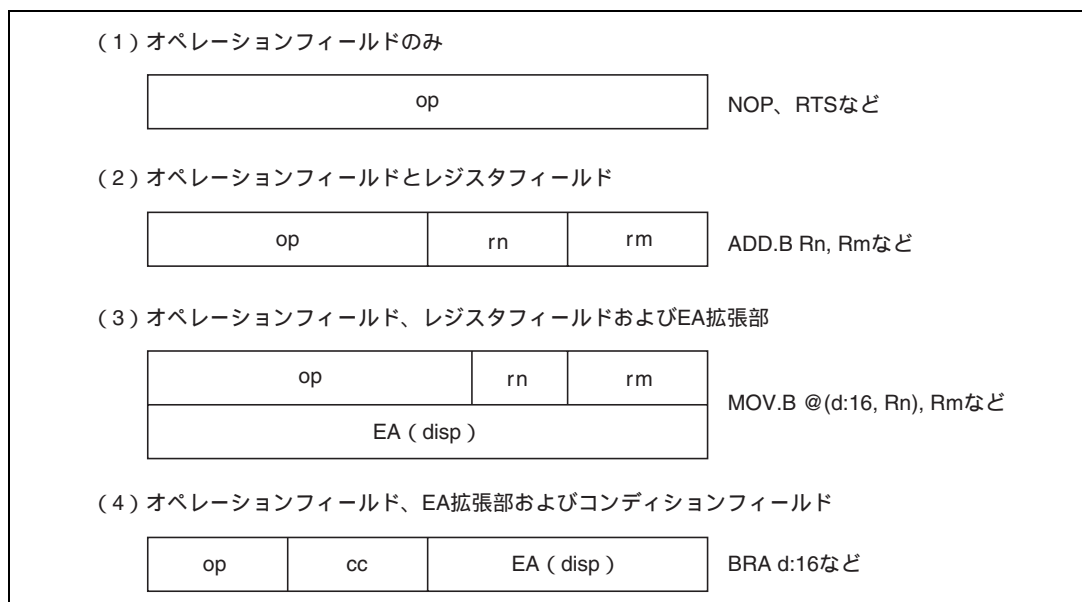 (1)オペレーションフィールドのみ
op
NOP、RTSなど
(2)オペレーションフィールドとレジスタフィールド
op rn rm
ADD.B Rn, Rmなど
(3)オペレーションフィールド、レジスタフィールドおよびEA拡張部
op rn rm
EA(disp)
MOV.B @(d:16, Rn), Rmなど
(4)オペレーションフィールド、EA拡張部およびコンディションフィールド
op cc EA(disp)
BRA d:16など